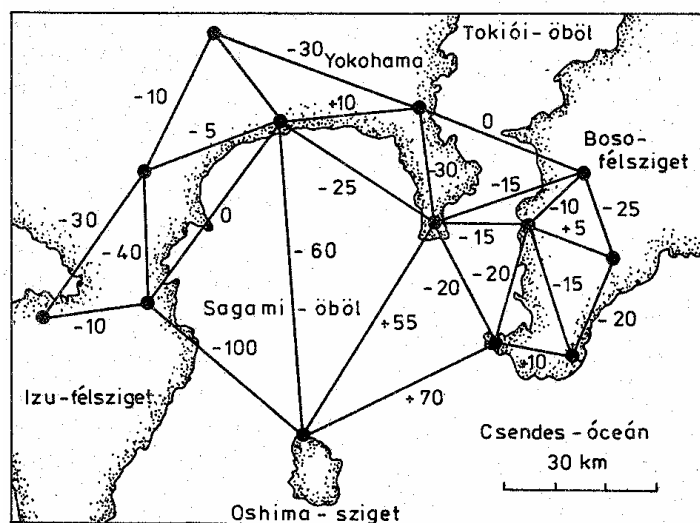 Tokiói-öböl
-30
Yokohama
-10
+10
0
-5
Boso-
félsziget
-30
-15
-25
-10
-25
0
+5
-30
-40
-15
-60
-20
-15
-20
-20
-10
Sagami-öböl
+55
-100
+10
Izu-félsziget
+70
Csendes-óceán
30 km
Oshima-sziget